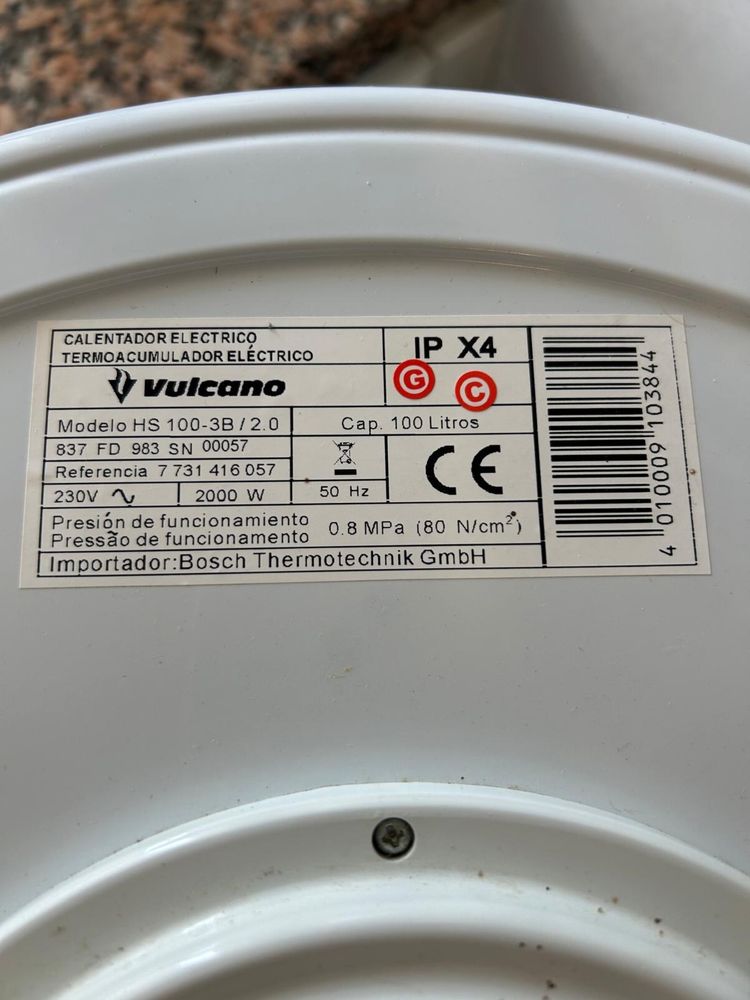 CALENTADOR ELECTRICO
TERMOACUMULADOR ELÉCTRICO
IP X4
Vulcano
G
C
Modelo HS 100-3B / 2.0
Cap. 100 Litros
837 FD 983 SN 00057
Referencia 7 731 416 057
CE
230V
2000 W
50 Hz
Presión de funcionamiento
Pressão de funcionamento
0.8 MPa (80 N/cm²)
Importador:Bosch Thermotechnik GmbH
4 010009 103844